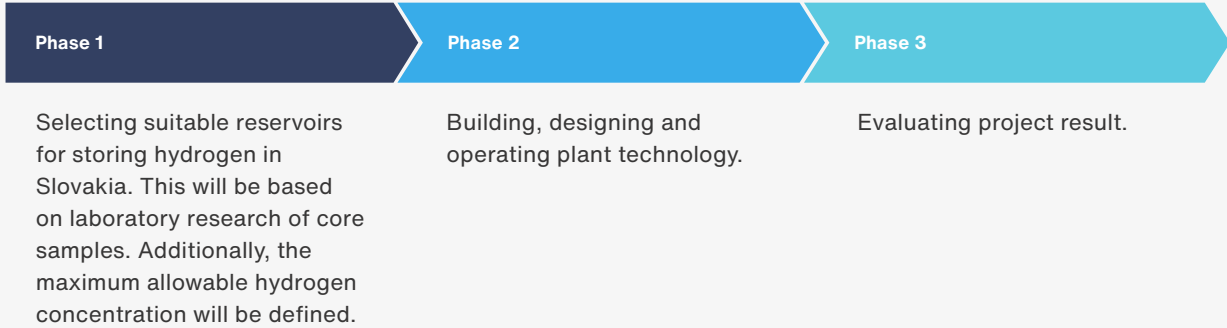 Phase 1
Phase 2
Phase 3
Selecting suitable reservoirs
for storing hydrogen in
Slovakia. This will be based
on laboratory research of core
samples. Additionally, the
maximum allowable hydrogen
concentration will be defined.
Building, designing and
operating plant technology.
Evaluating project result.